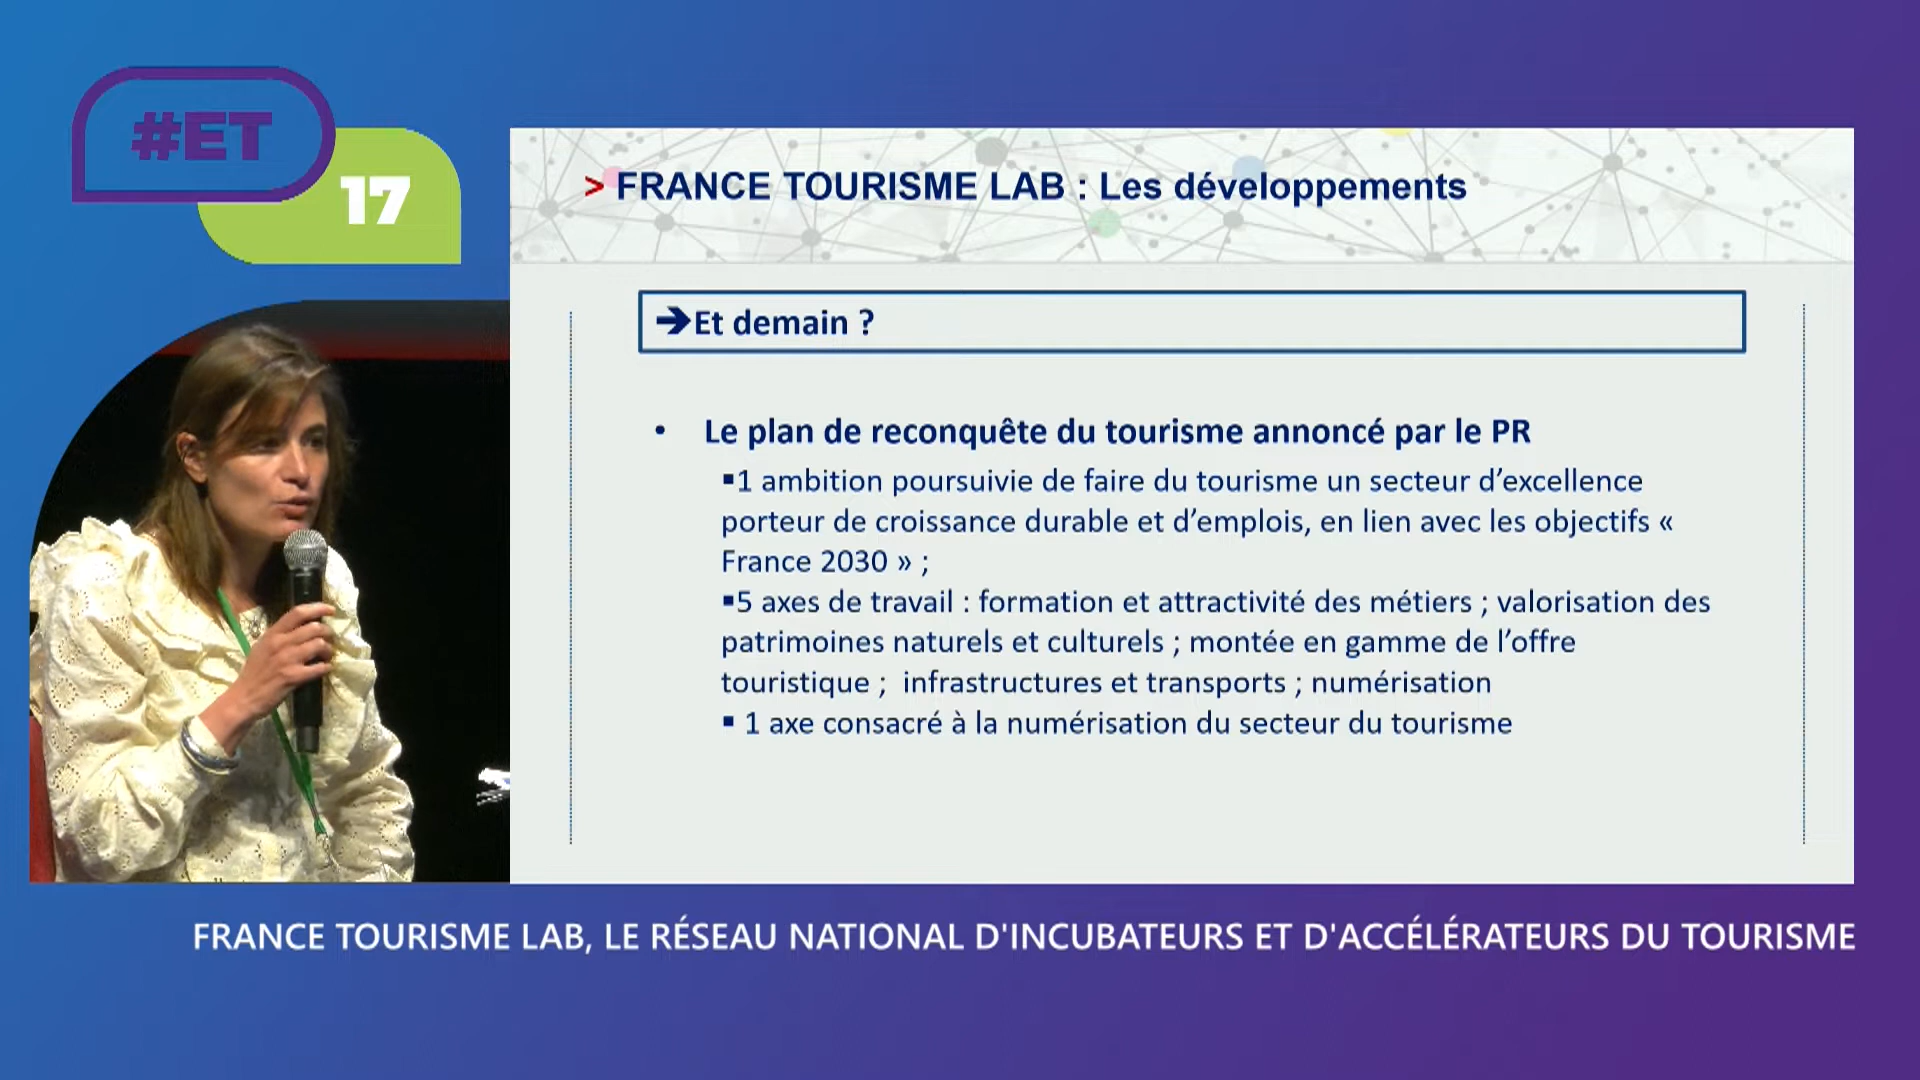 #ET
17
> FRANCE TOURISME LAB : Les développements
➔Et demain ?
• Le plan de reconquête du tourisme annoncé par le PR
▪1 ambition poursuivie de faire du tourisme un secteur d’excellence
porteur de croissance durable et d’emplois, en lien avec les objectifs «
France 2030 » ;
▪5 axes de travail : formation et attractivité des métiers ; valorisation des
patrimoines naturels et culturels ; montée en gamme de l’offre
touristique ;  infrastructures et transports ; numérisation
▪ 1 axe consacré à la numérisation du secteur du tourisme
FRANCE TOURISME LAB, LE RÉSEAU NATIONAL D'INCUBATEURS ET D'ACCÉLÉRATEURS DU TOURISME